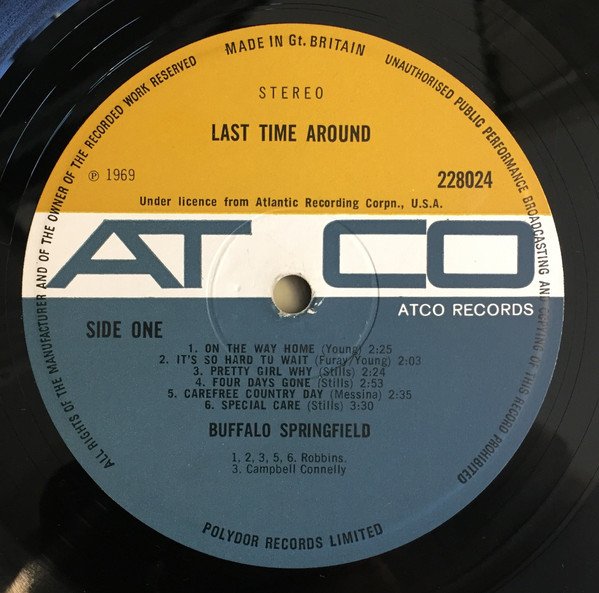 MADE IN Gt. BRITAIN
UNAUTHORISED PUBLIC PERFORMANCE BROADCASTING AND COPYING OF THIS RECORD PROHIBITED
ALL RIGHTS OF THE MANUFACTURER AND OF THE OWNER OF THE RECORDED WORK RESERVED
STEREO
LAST TIME AROUND
℗ 1969
228024
Under licence from Atlantic Recording Corpn., U.S.A.
ATCO
ATCO RECORDS
SIDE ONE
1. ON THE WAY HOME (Young) 2:25
2. IT'S SO HARD TU WAIT (Furay/Young) 2:03
3. PRETTY GIRL WHY (Stills) 2:24
4. FOUR DAYS GONE (Stills) 2:53
5. CAREFREE COUNTRY DAY (Messina) 2:35
6. SPECIAL CARE (Stills) 3:30
BUFFALO SPRINGFIELD
1, 2, 3, 5, 6. Robbins.
3. Campbell Connelly
POLYDOR RECORDS LIMITED